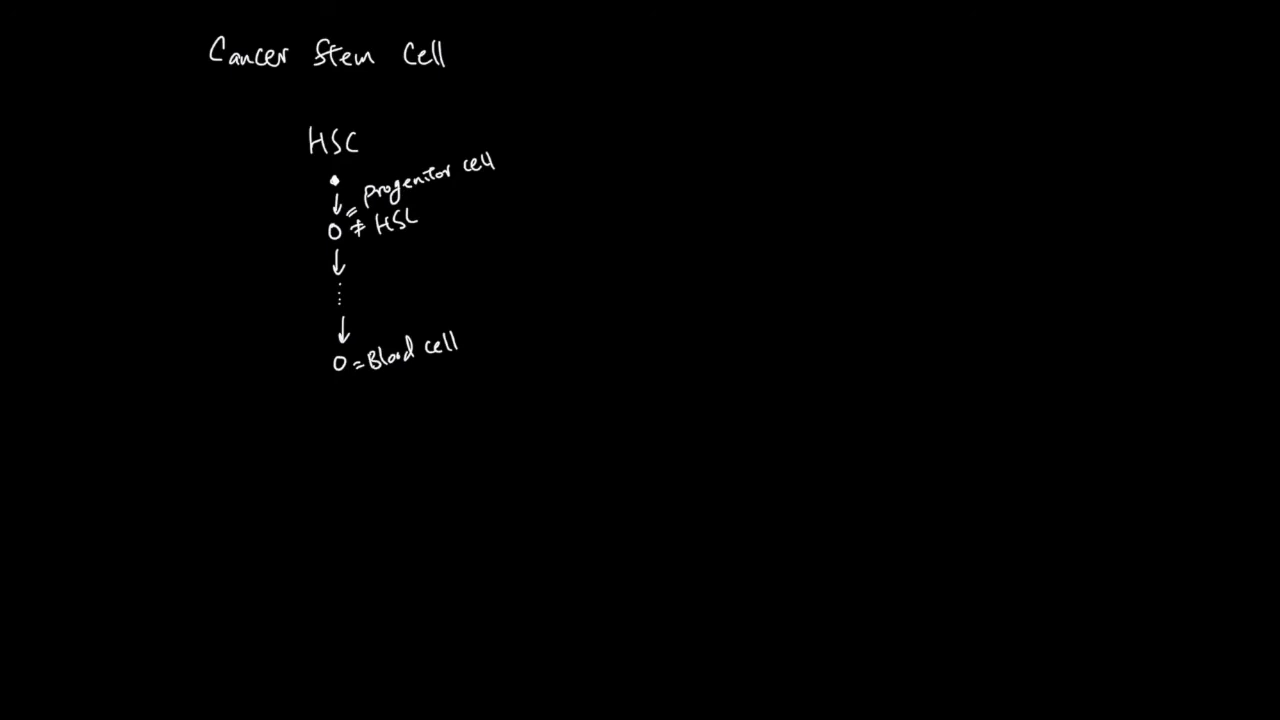 Cancer Stem Cell
HSC
= progenitor cell
≠ HSC
= Blood cell